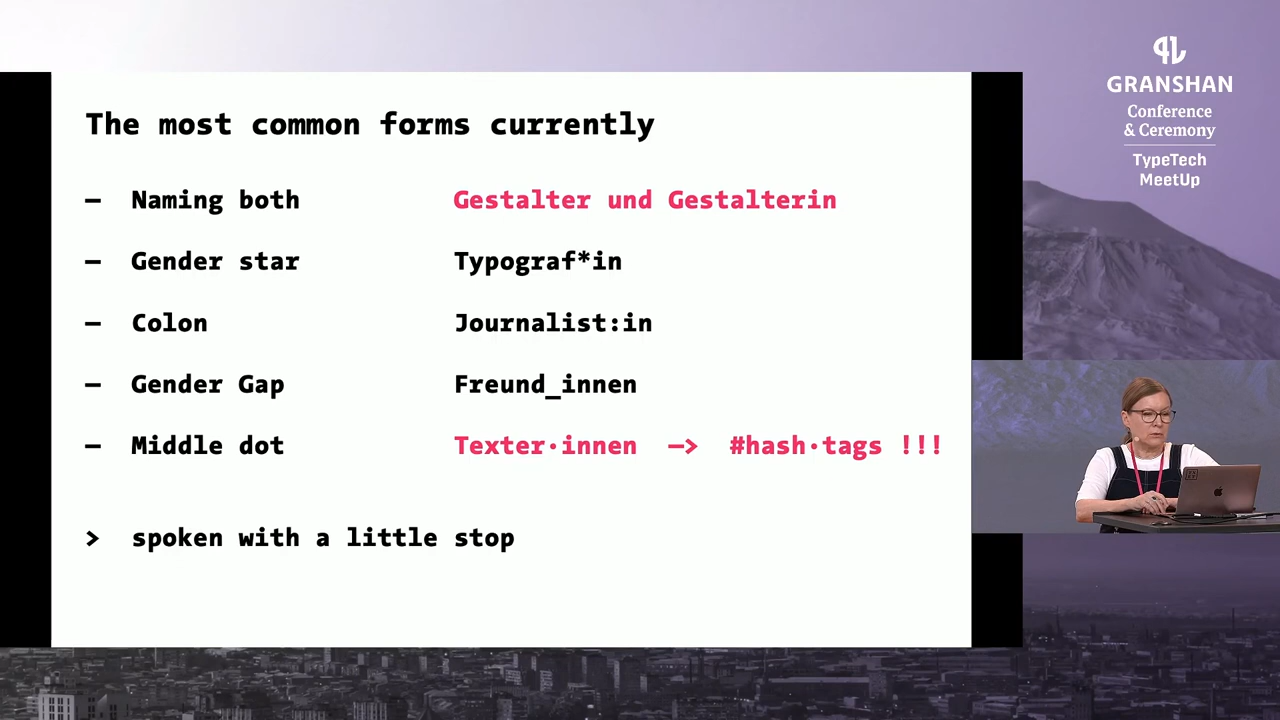 The most common forms currently
– Naming both Gestalter und Gestalterin
– Gender star Typograf*in
– Colon Journalist:in
– Gender Gap Freund_innen
– Middle dot Texter·innen –> #hash·tags !!!
> spoken with a little stop
GRANSHAN
Conference
& Ceremony
TypeTech
MeetUp